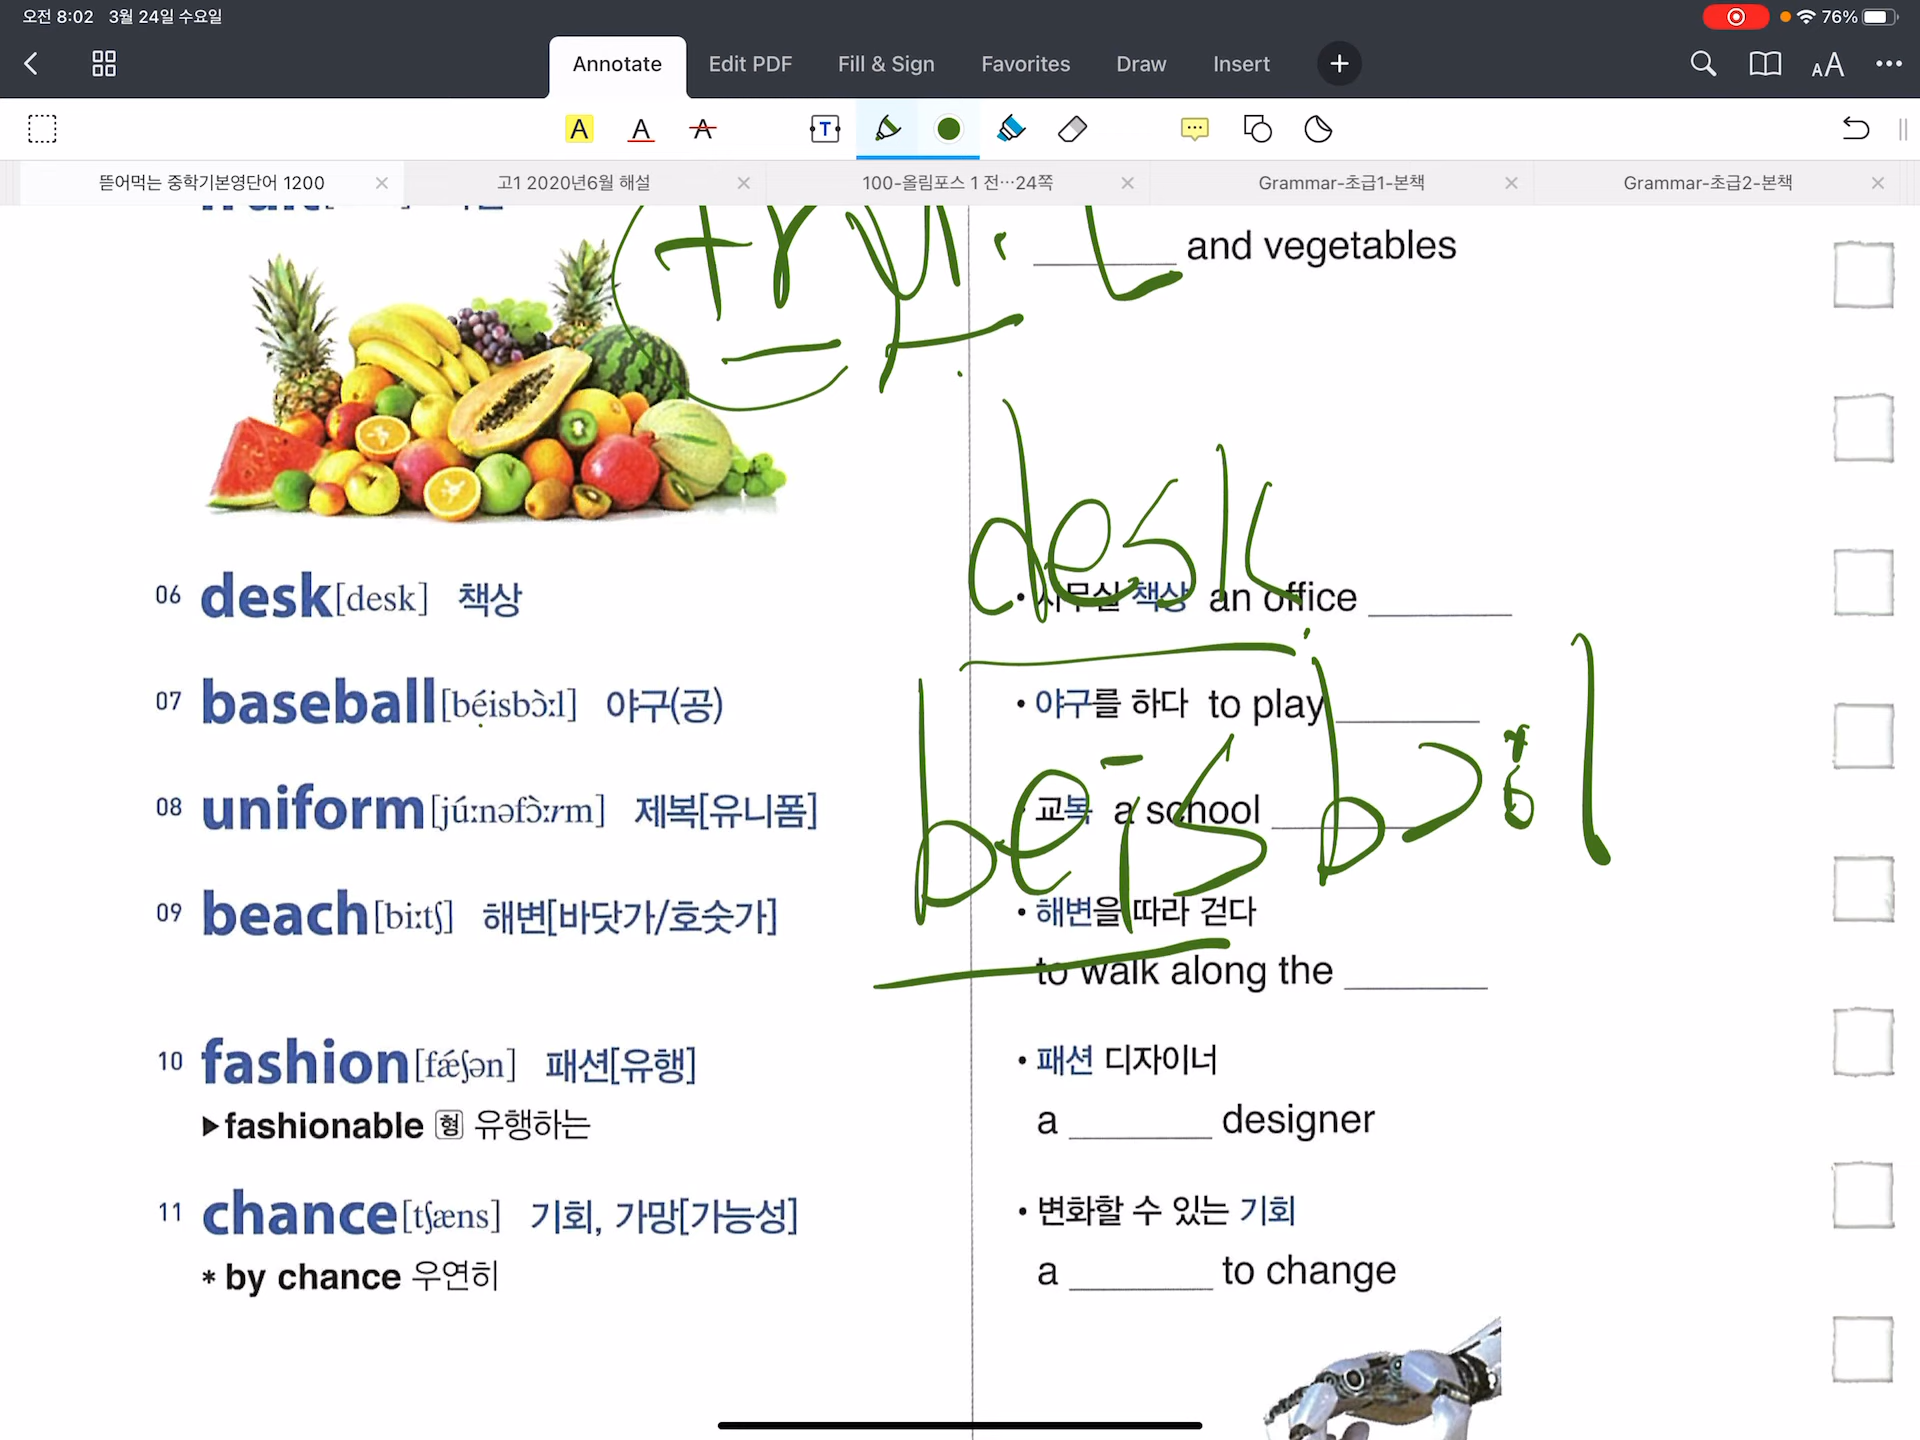 오전 8:02 3월 24일 수요일
76%
Annotate Edit PDF Fill & Sign Favorites Draw Insert
AA
A A A T
뜯어먹는 중학기본영단어 1200
고1 2020년6월 해설
100-올림포스 1 전…24쪽
Grammar-초급1-본책
Grammar-초급2-본책
and vegetables
desk
06 desk[desk] 책상
• 사무실 책상 an office
07 baseball[béisbɔ̀ːl] 야구(공)
• 야구를 하다 to play
beisbɔːl
08 uniform[júːnəfɔ̀ːrm] 제복[유니폼]
• 교복 a school
09 beach[biːtʃ] 해변[바닷가/호숫가]
• 해변을 따라 걷다
to walk along the
10 fashion[fǽʃən] 패션[유행]
▶fashionable 형 유행하는
• 패션 디자이너
a designer
11 chance[tʃæns] 기회, 가망[가능성]
* by chance 우연히
• 변화할 수 있는 기회
a to change